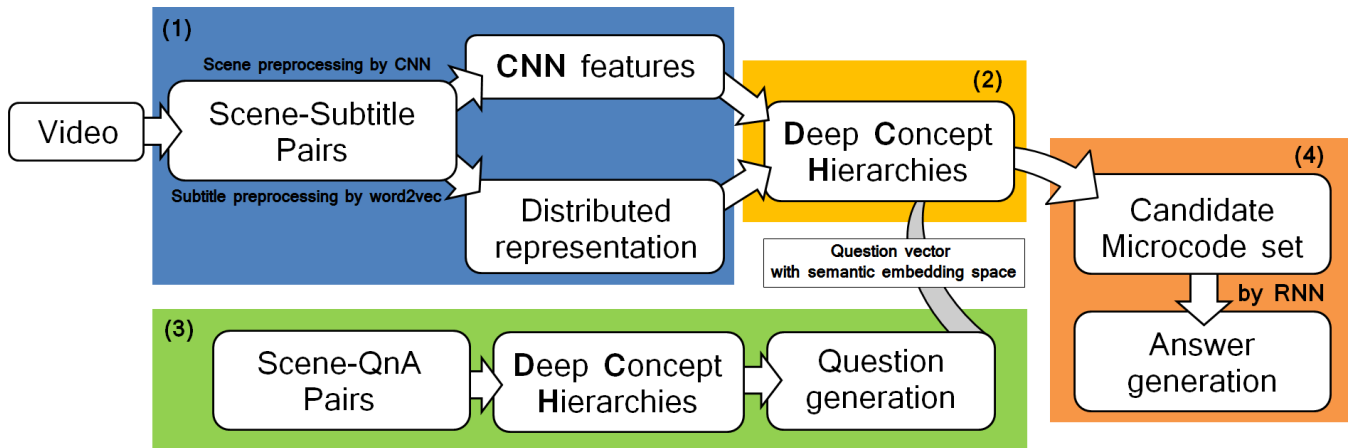 (1)
Scene preprocessing by CNN
CNN features
Video
Scene-Subtitle
Pairs
Subtitle preprocessing by word2vec
Distributed
representation
(2)
Deep Concept
Hierarchies
Question vector
with semantic embedding space
(3)
Scene-QnA
Pairs
Deep Concept
Hierarchies
Question
generation
(4)
Candidate
Microcode set
by RNN
Answer
generation